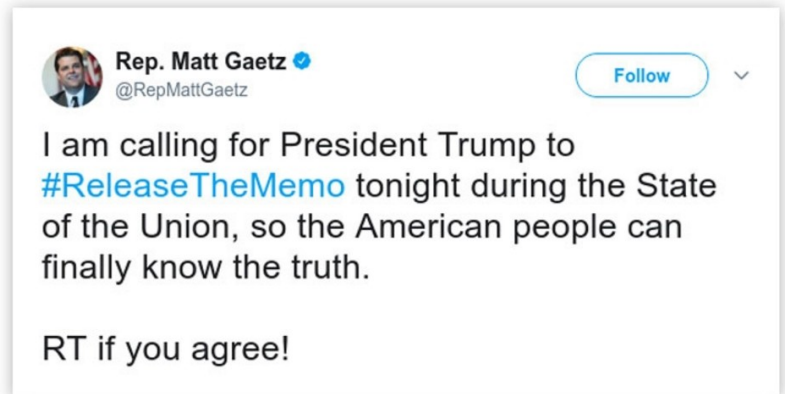 Rep. Matt Gaetz
@RepMattGaetz
Follow
I am calling for President Trump to
#ReleaseTheMemo tonight during the State
of the Union, so the American people can
finally know the truth.
RT if you agree!